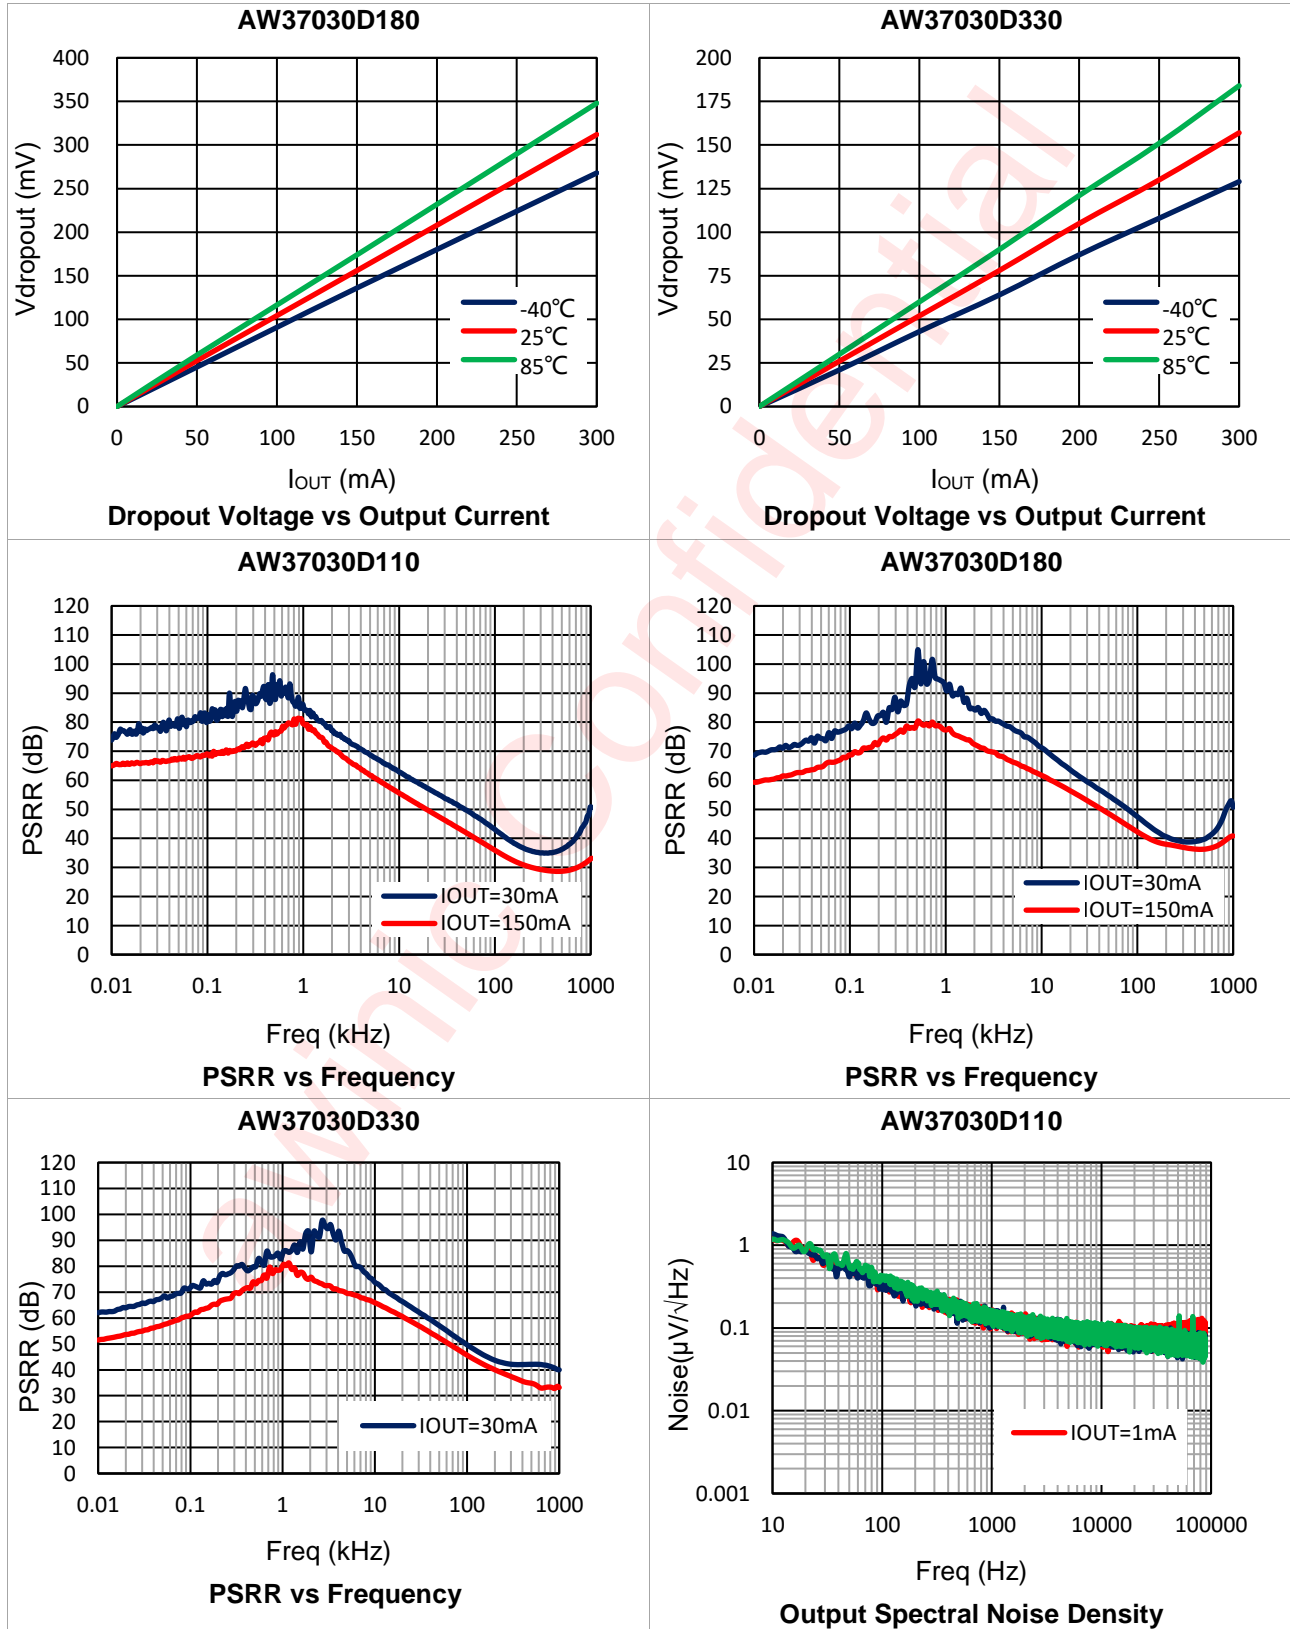 AW37030D180
Vdropout (mV)
400
350
300
250
200
150
100
50
0
-40℃
25℃
85℃
0 50 100 150 200 250 300
IOUT (mA)
Dropout Voltage vs Output Current
AW37030D330
Vdropout (mV)
200
175
150
125
100
75
50
25
0
-40℃
25℃
85℃
0 50 100 150 200 250 300
IOUT (mA)
Dropout Voltage vs Output Current
AW37030D110
PSRR (dB)
120
110
100
90
80
70
60
50
40
30
20
10
0
IOUT=30mA
IOUT=150mA
0.01 0.1 1 10 100 1000
Freq (kHz)
PSRR vs Frequency
AW37030D180
PSRR (dB)
120
110
100
90
80
70
60
50
40
30
20
10
0
IOUT=30mA
IOUT=150mA
0.01 0.1 1 10 100 1000
Freq (kHz)
PSRR vs Frequency
AW37030D330
PSRR (dB)
120
110
100
90
80
70
60
50
40
30
20
10
0
IOUT=30mA
0.01 0.1 1 10 100 1000
Freq (kHz)
PSRR vs Frequency
AW37030D110
Noise(μV/√Hz)
10
1
0.1
0.01
0.001
IOUT=1mA
10 100 1000 10000 100000
Freq (Hz)
Output Spectral Noise Density
awinic Confidential